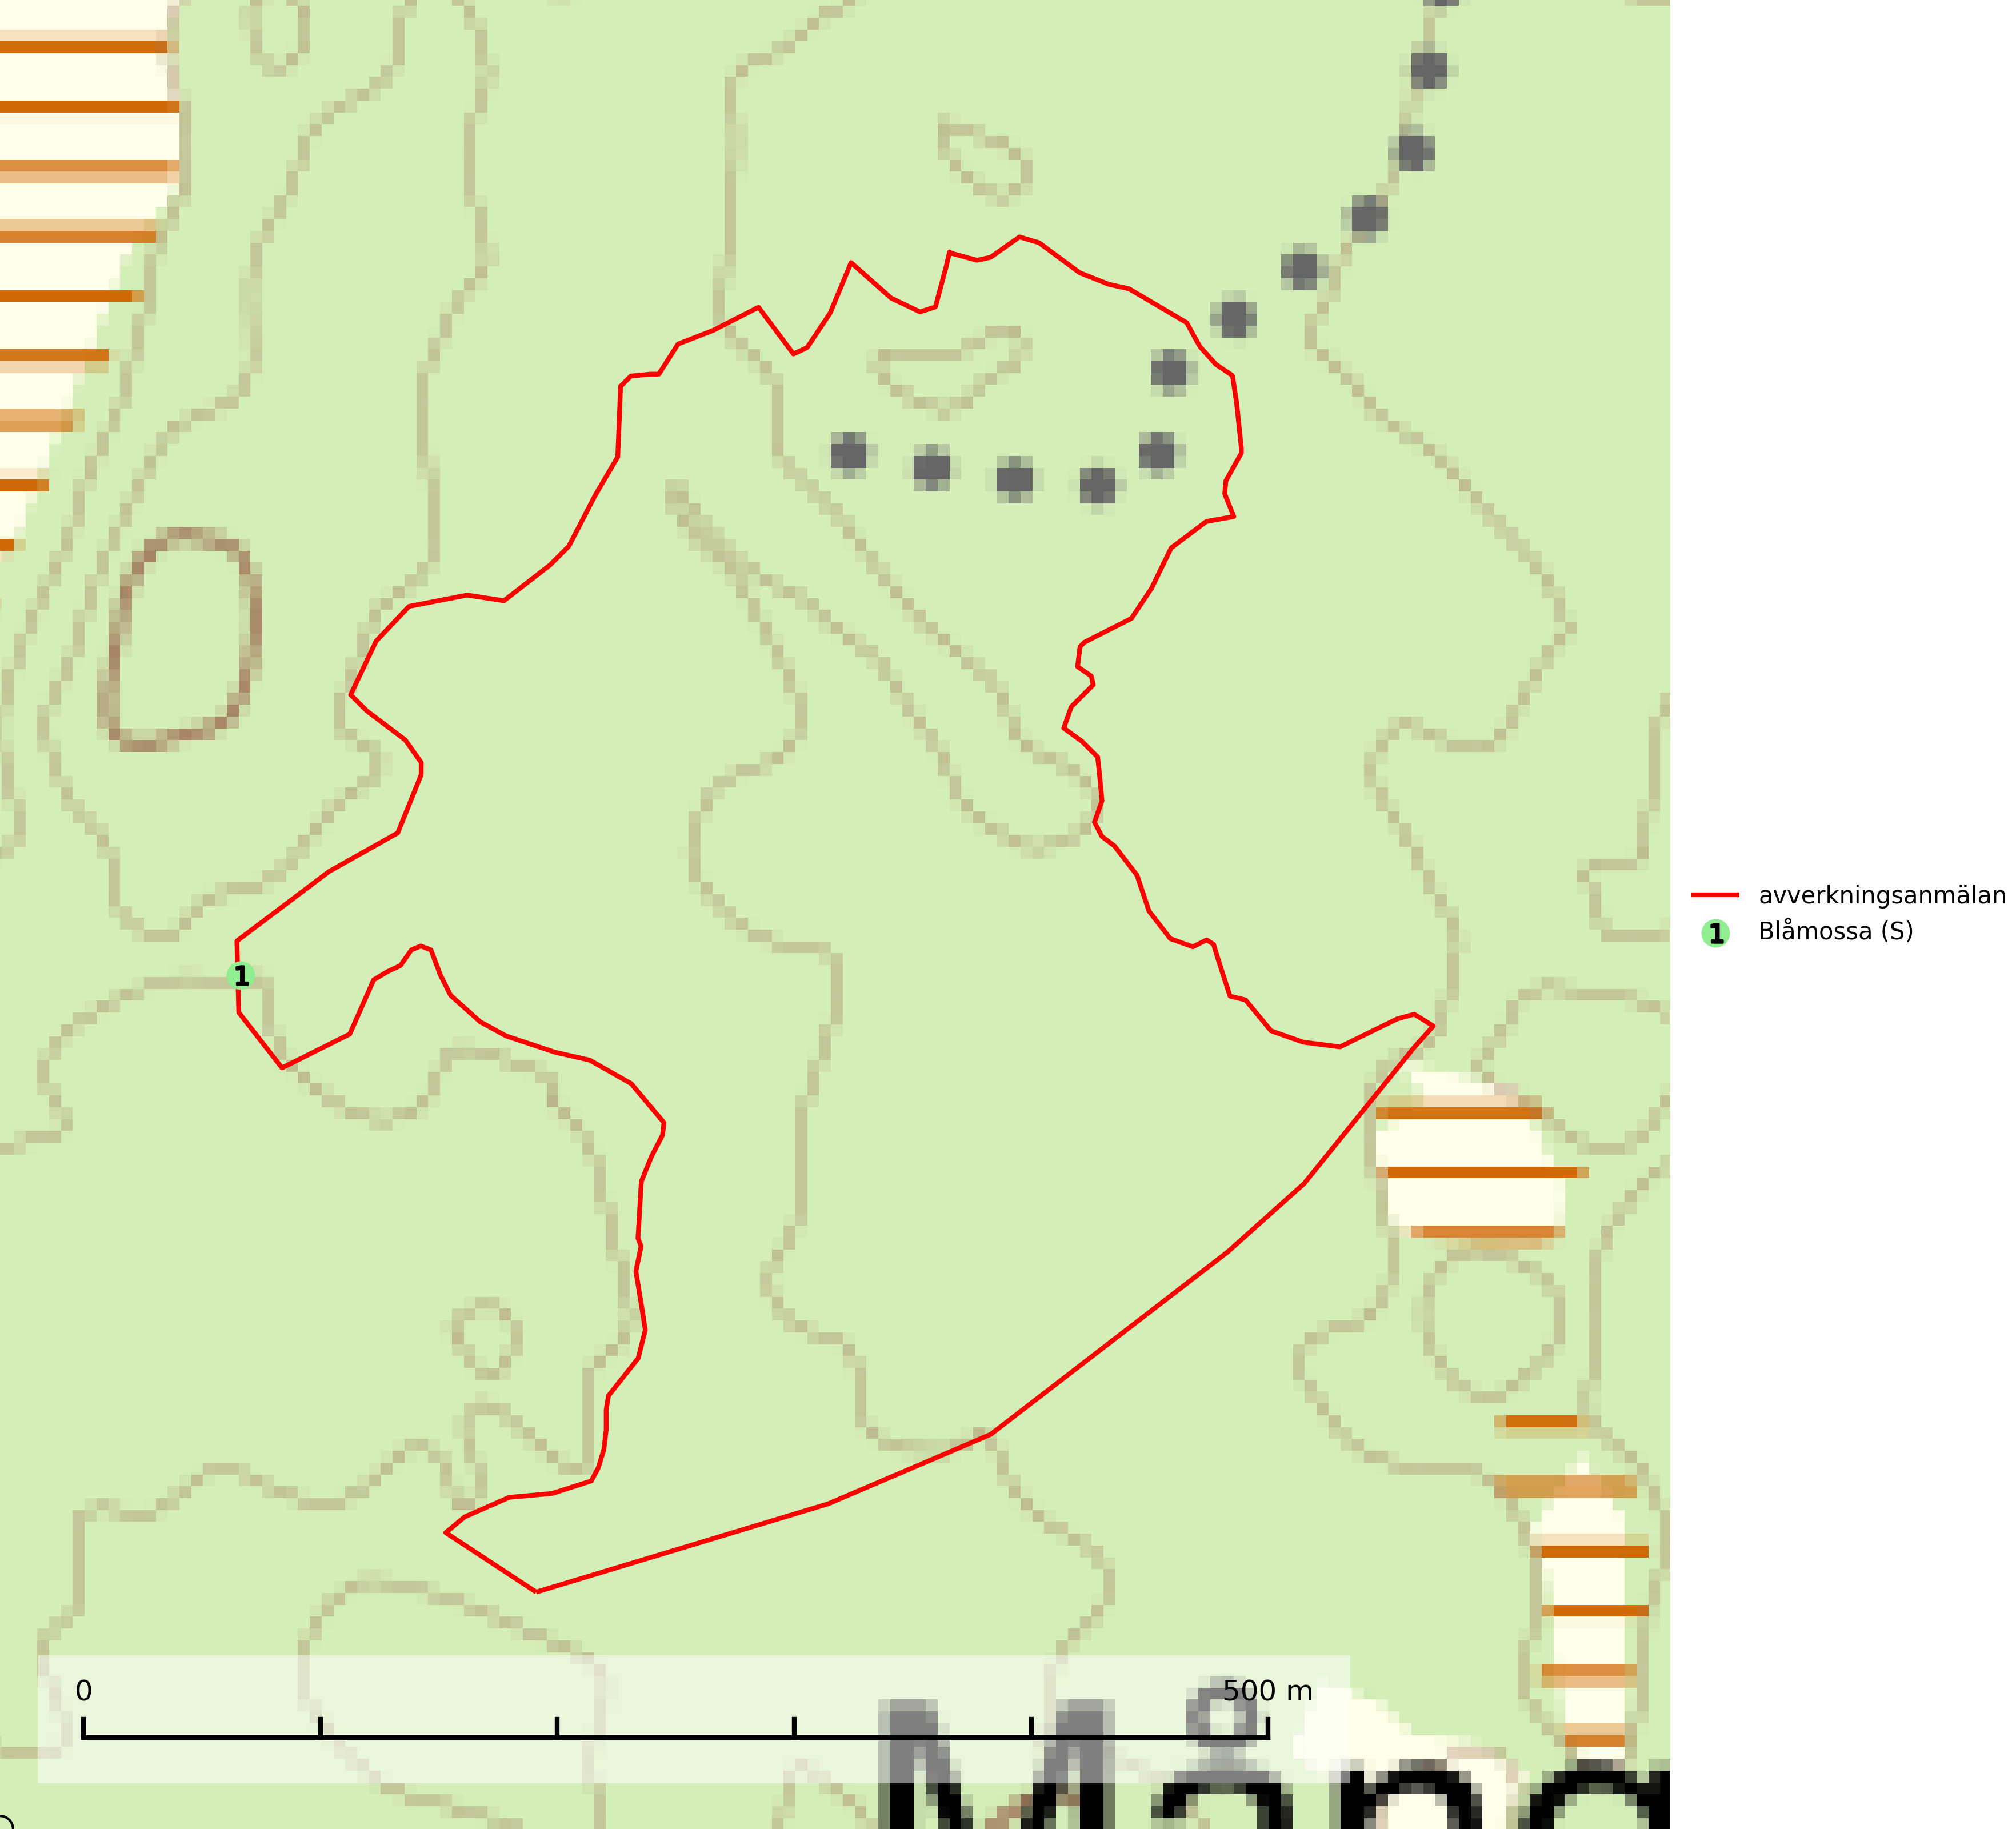 1
avverkningsanmälan
1 Blåmossa (S)
0 500 m